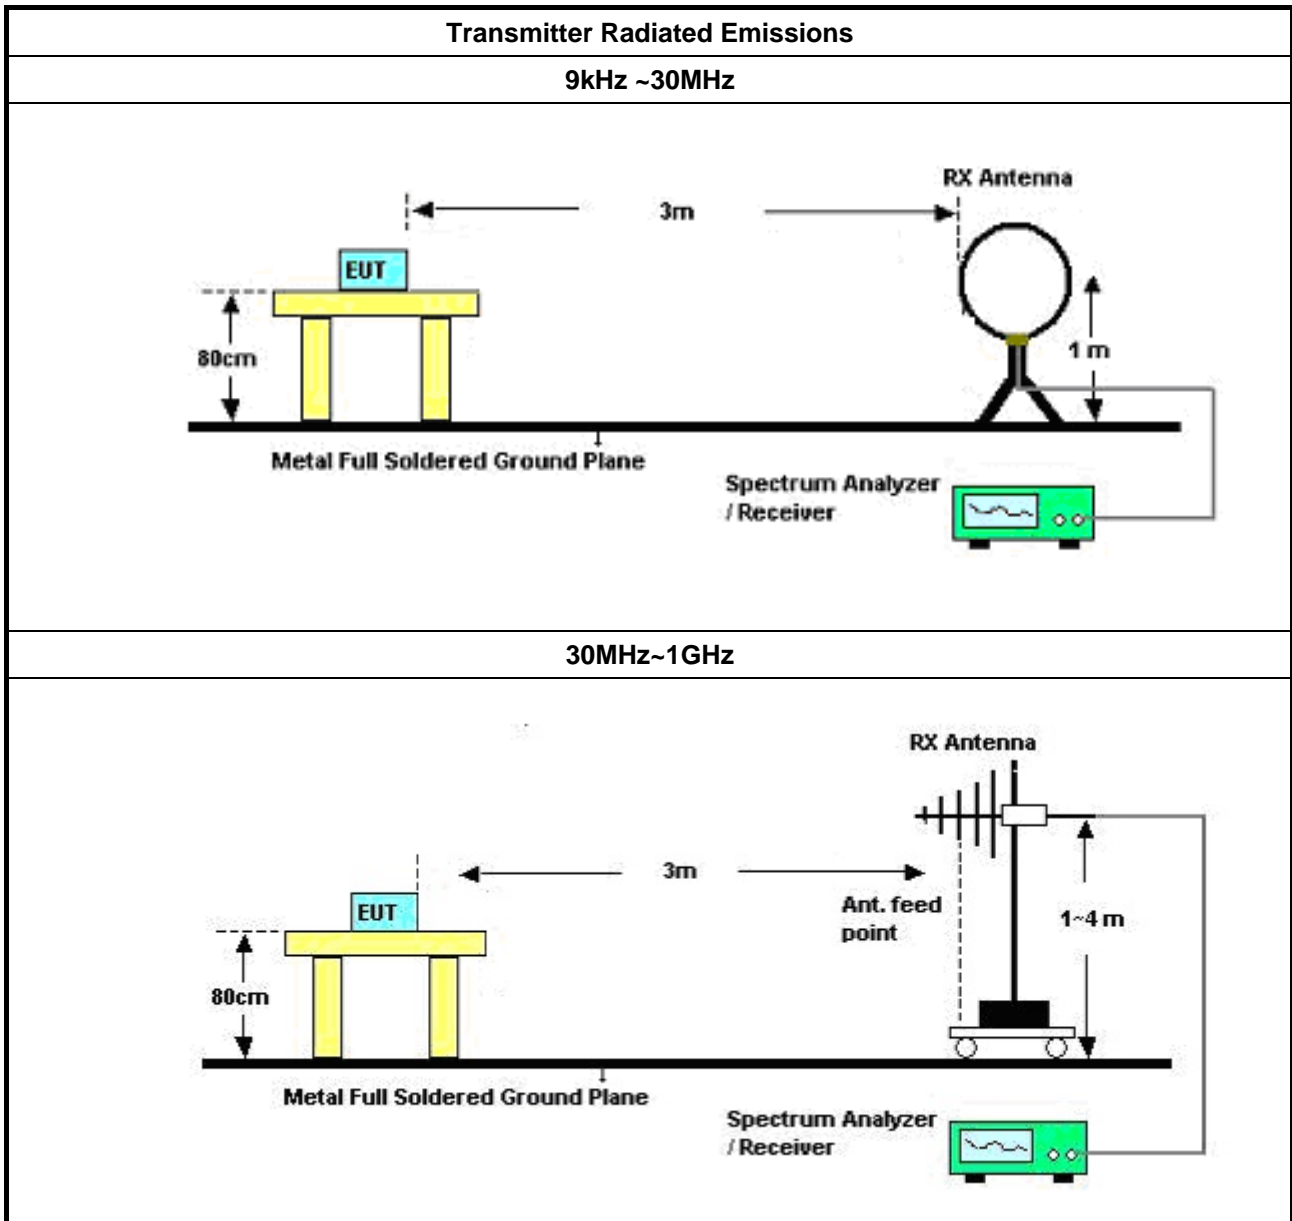 Transmitter Radiated Emissions
9kHz ~30MHz
RX Antenna
3m
EUT
80cm
1 m
Metal Full Soldered Ground Plane
Spectrum Analyzer
/ Receiver
30MHz~1GHz
RX Antenna
3m
EUT
Ant. feed
point
1~4 m
80cm
Metal Full Soldered Ground Plane
Spectrum Analyzer
/ Receiver